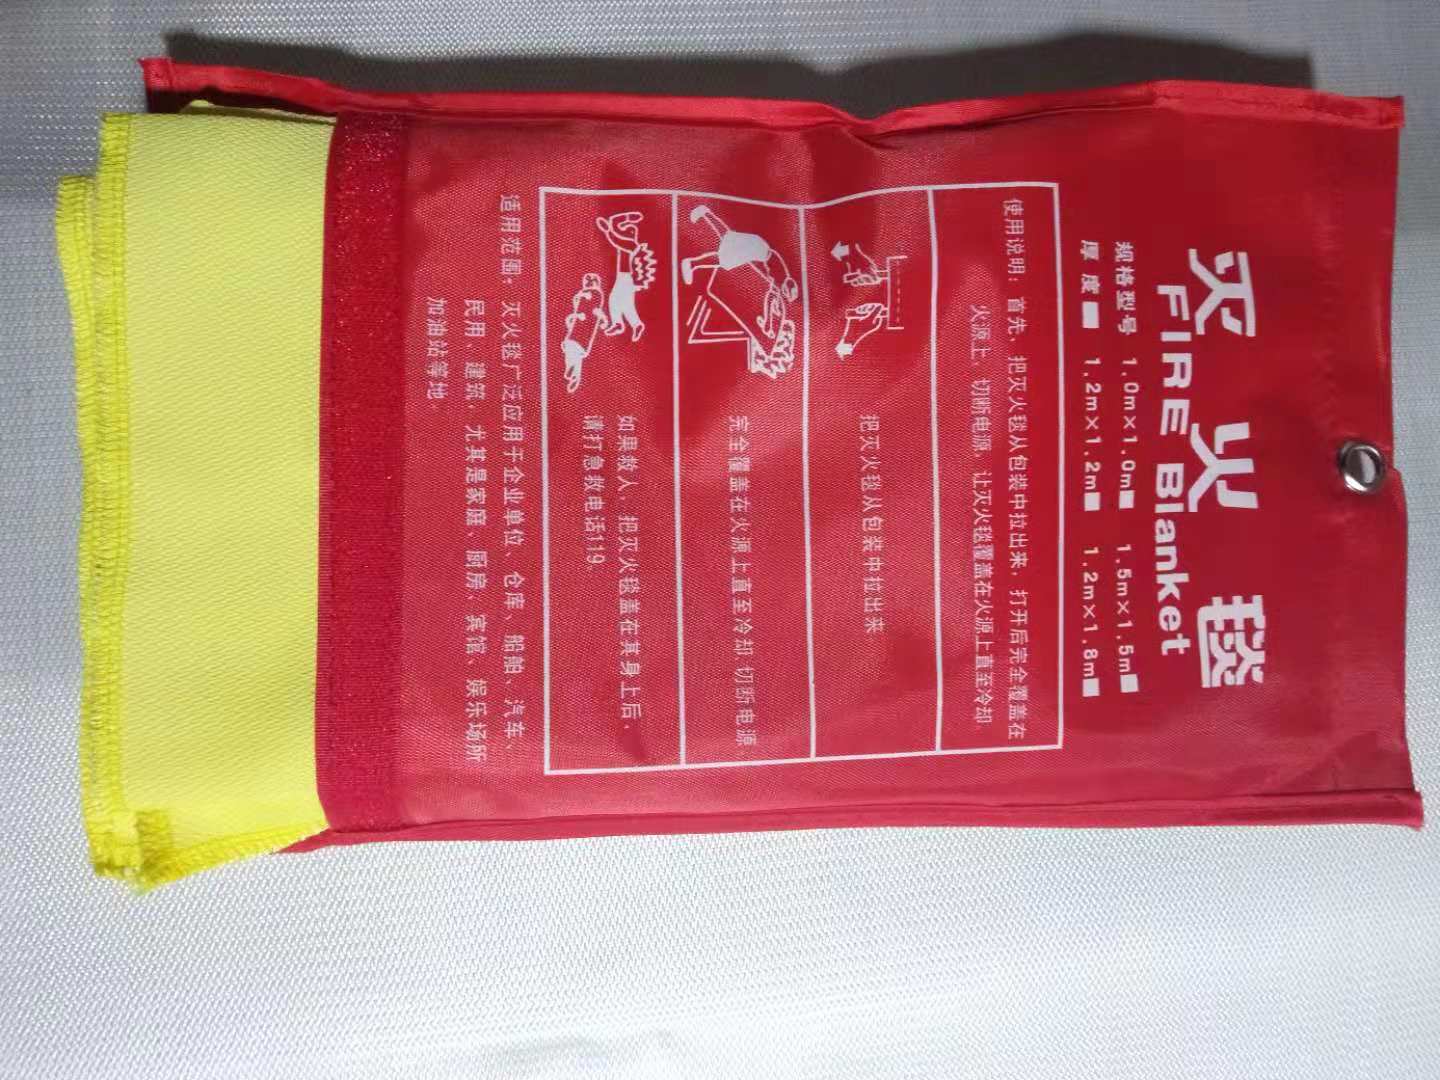 灭火毯
FIRE Blanket
规格型号 1.0m×1.0m■ 1.5m×1.5m■
厚度■ 1.2m×1.2m■ 1.2m×1.8m■
使用说明：首先，把灭火毯从包装中拉出来，打开后完全覆盖在
火源上，切断电源，让灭火毯覆盖在火源上直至冷却.
把灭火毯从包装中拉出来
完全覆盖在火源上直至冷却 切断电源.
如果救人，把灭火毯盖在其身上后，
请打急救电话119.
适用范围：灭火毯广泛应用于企业单位、仓库、船舶、汽车、
民用、建筑，尤其是家庭、厨房、宾馆、娱乐场所
加油站等地.